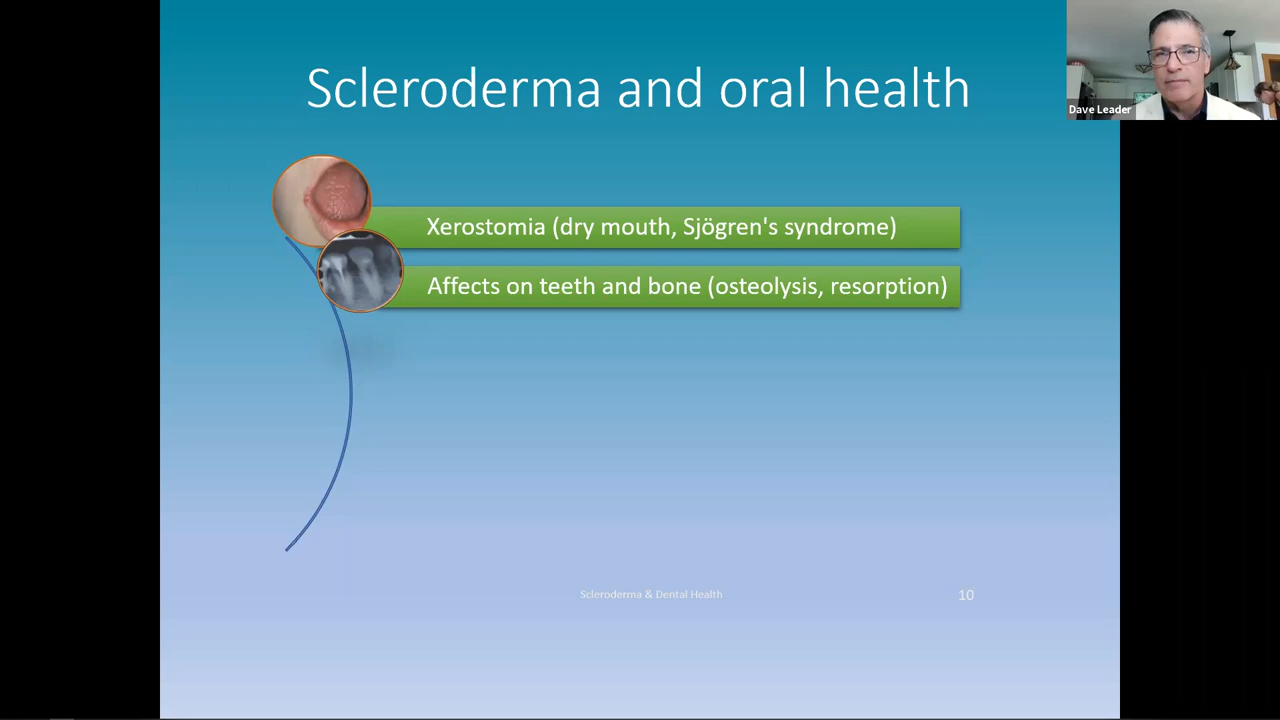 Scleroderma and oral health
Dave Leader
Xerostomia (dry mouth, Sjögren's syndrome)
Affects on teeth and bone (osteolysis, resorption)
Scleroderma & Dental Health
10